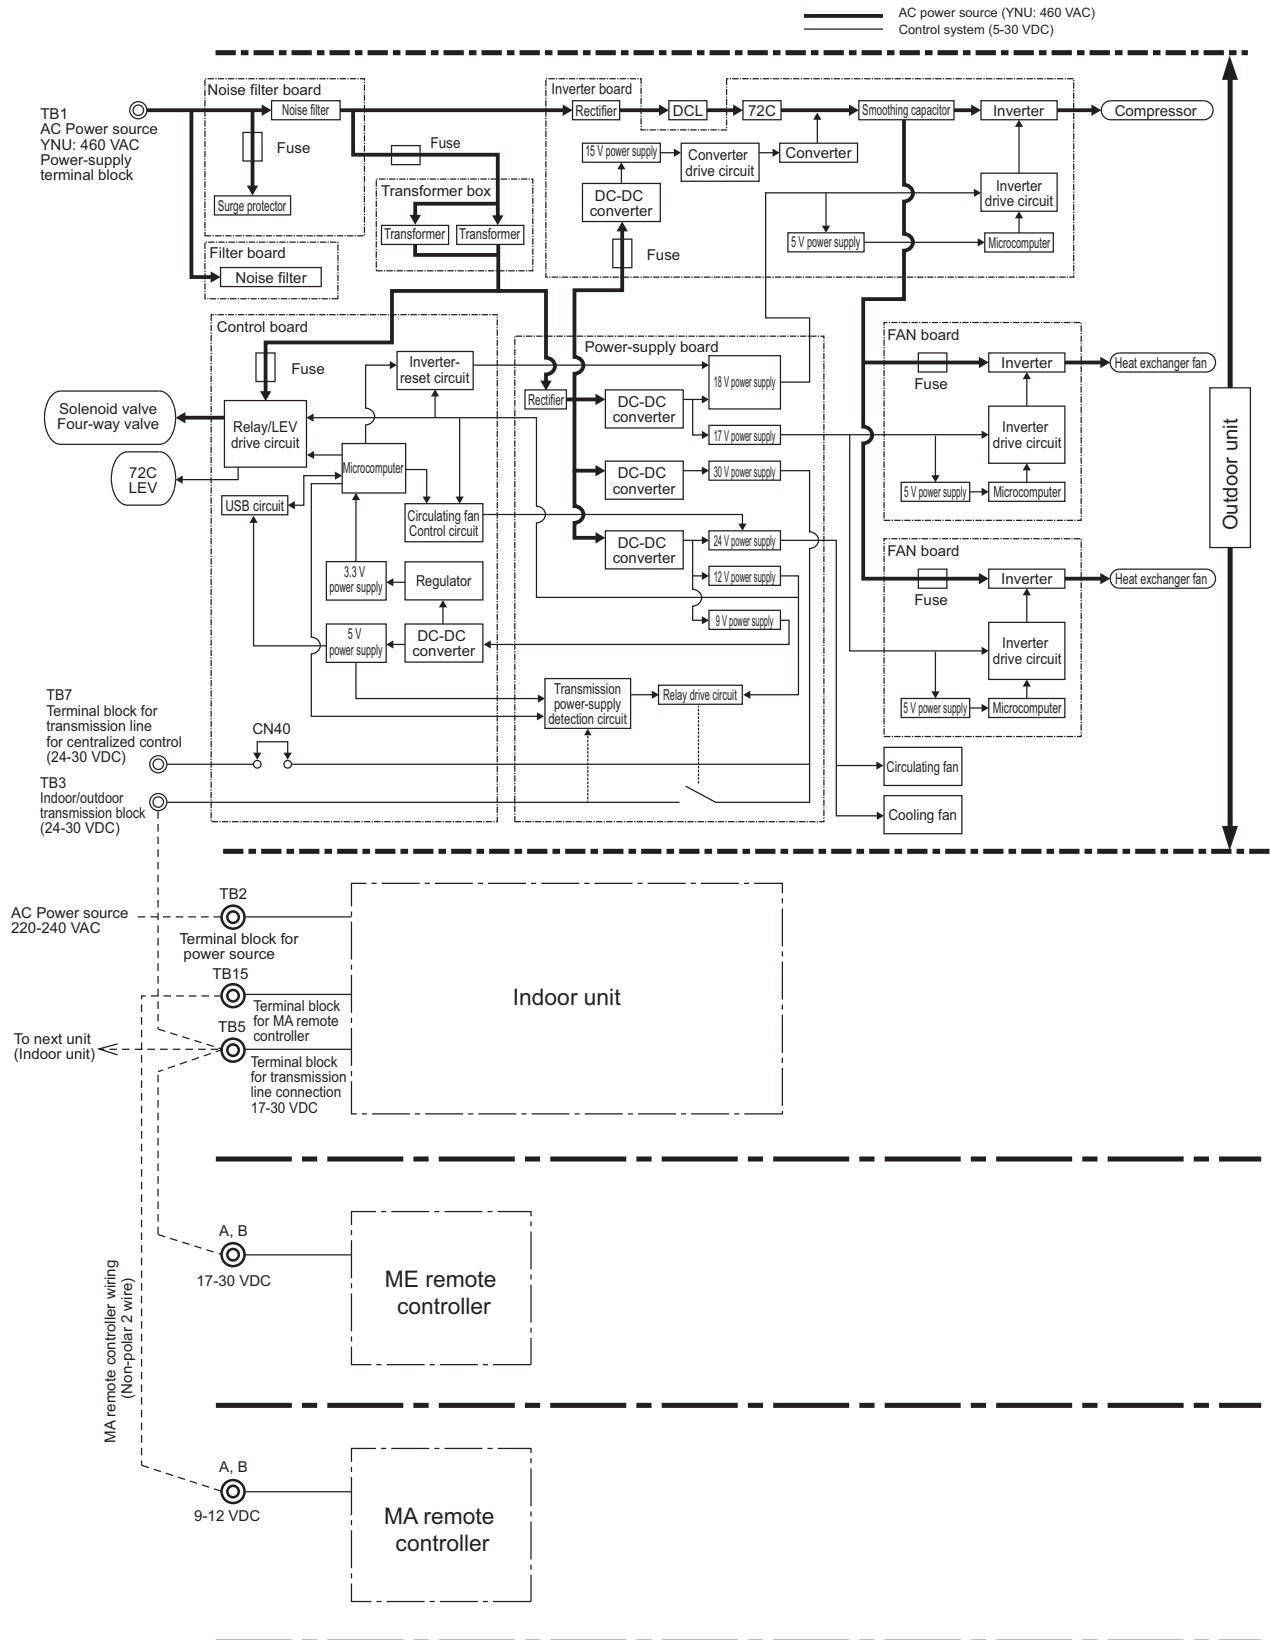 AC power source (YNU: 460 VAC)
Control system (5-30 VDC)
TB1
AC Power source
YNU: 460 VAC
Power-supply
terminal block
Noise filter board
Noise filter
Fuse
Surge protector
Fuse
Transformer box
Transformer
Transformer
Filter board
Noise filter
Inverter board
Rectifier
DCL
72C
Smoothing capacitor
Inverter
Compressor
15 V power supply
Converter
drive circuit
Converter
DC-DC
converter
Fuse
Inverter
drive circuit
5 V power supply
Microcomputer
Control board
Fuse
Inverter-
reset circuit
Solenoid valve
Four-way valve
Relay/LEV
drive circuit
72C
LEV
Microcomputer
USB circuit
Circulating fan
Control circuit
3.3 V
power supply
Regulator
5 V
power supply
DC-DC
converter
Power-supply board
Rectifier
DC-DC
converter
18 V power supply
17 V power supply
DC-DC
converter
30 V power supply
DC-DC
converter
24 V power supply
12 V power supply
9 V power supply
Transmission
power-supply
detection circuit
Relay drive circuit
FAN board
Fuse
Inverter
Heat exchanger fan
Inverter
drive circuit
5 V power supply
Microcomputer
FAN board
Fuse
Inverter
Heat exchanger fan
Inverter
drive circuit
5 V power supply
Microcomputer
Circulating fan
Cooling fan
Outdoor unit
TB7
Terminal block for
transmission line
for centralized control
(24-30 VDC)
CN40
TB3
Indoor/outdoor
transmission block
(24-30 VDC)
AC Power source
220-240 VAC
TB2
Terminal block for
power source
TB15
Terminal block
for MA remote
controller
To next unit
(Indoor unit)
TB5
Terminal block
for transmission
line connection
17-30 VDC
Indoor unit
A, B
17-30 VDC
ME remote
controller
MA remote controller wiring
(Non-polar 2 wire)
A, B
9-12 VDC
MA remote
controller